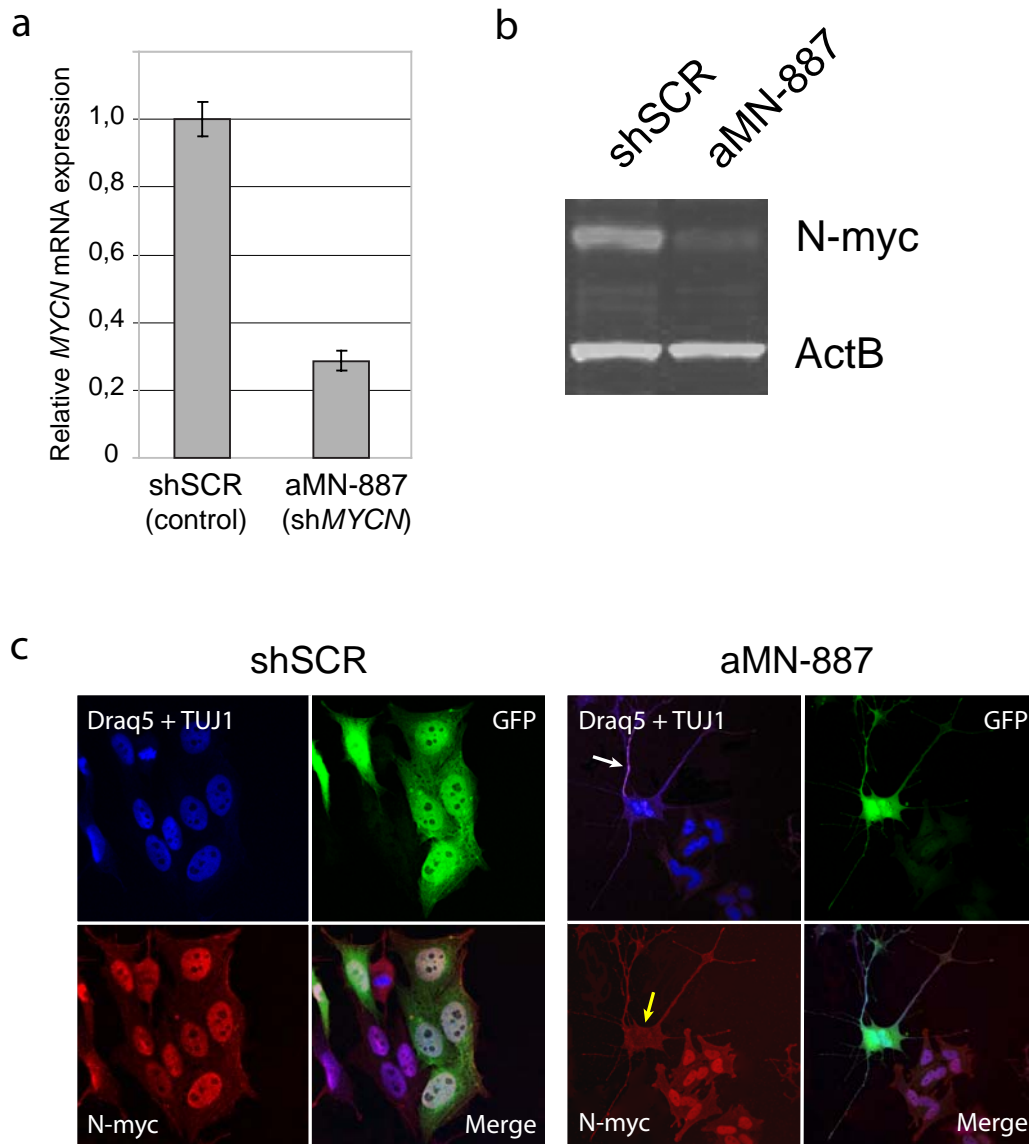 a
Relative MYCN mRNA expression
1,0
0,8
0,6
0,4
0,2
0
shSCR
(control)
aMN-887
(shMYCN)
b
shSCR
aMN-887
N-myc
ActB
c
shSCR
aMN-887
Draq5 + TUJ1
GFP
Draq5 + TUJ1
GFP
N-myc
Merge
N-myc
Merge